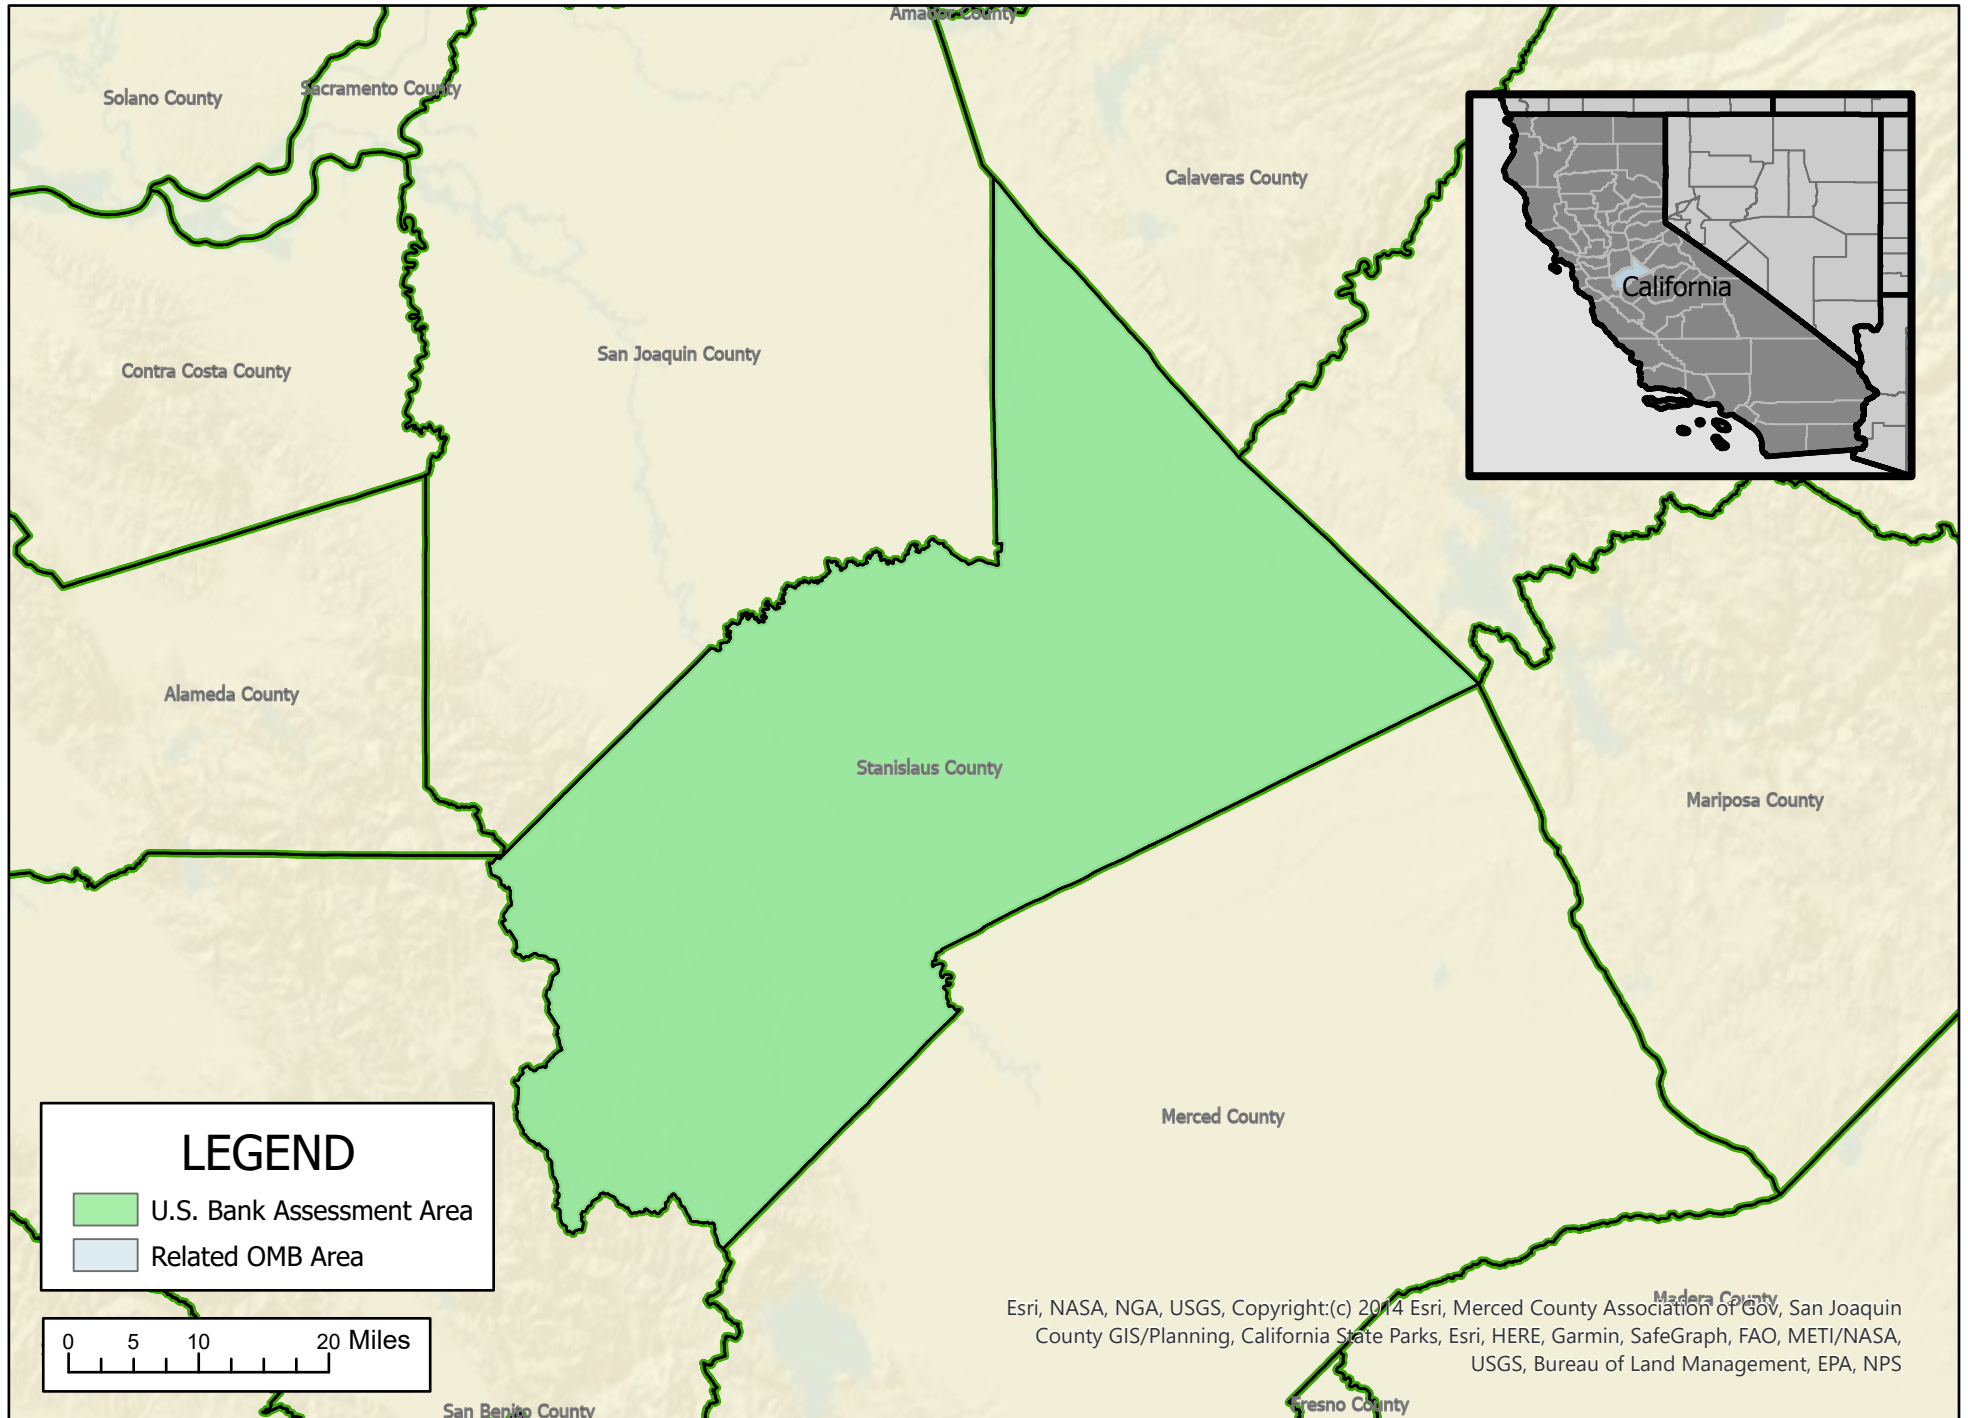 Amador County
Solano County
Sacramento County
Calaveras County
California
San Joaquin County
Contra Costa County
Alameda County
Stanislaus County
Mariposa County
Merced County
LEGEND
U.S. Bank Assessment Area
Related OMB Area
Madera County
Esri, NASA, NGA, USGS, Copyright:(c) 2014 Esri, Merced County Association of Gov, San Joaquin
County GIS/Planning, California State Parks, Esri, HERE, Garmin, SafeGraph, FAO, METI/NASA,
USGS, Bureau of Land Management, EPA, NPS
0 5 10 20 Miles
San Benito County
Fresno County